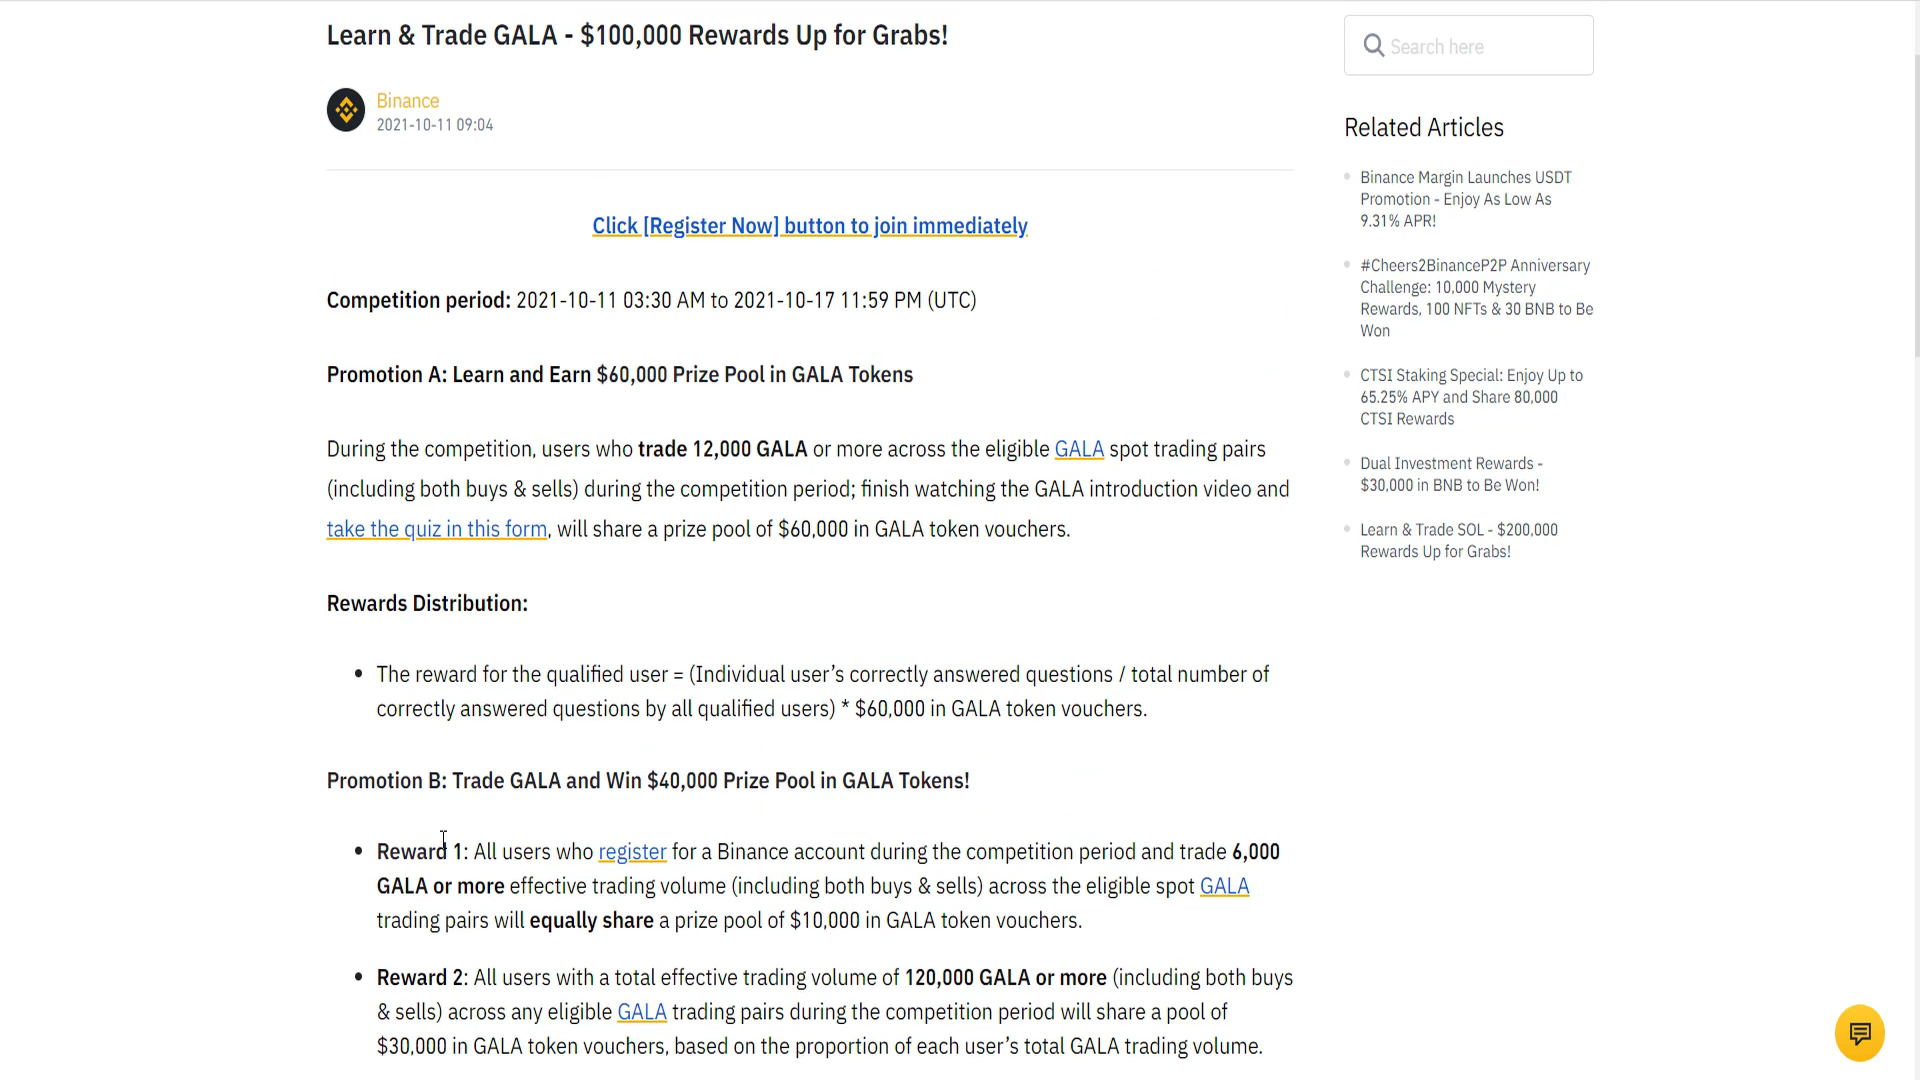 Learn & Trade GALA - $100,000 Rewards Up for Grabs!
Binance
2021-10-11 09:04
Click [Register Now] button to join immediately
Competition period: 2021-10-11 03:30 AM to 2021-10-17 11:59 PM (UTC)
Promotion A: Learn and Earn $60,000 Prize Pool in GALA Tokens
During the competition, users who trade 12,000 GALA or more across the eligible GALA spot trading pairs
(including both buys & sells) during the competition period; finish watching the GALA introduction video and
take the quiz in this form, will share a prize pool of $60,000 in GALA token vouchers.
Rewards Distribution:
• The reward for the qualified user = (Individual user’s correctly answered questions / total number of
correctly answered questions by all qualified users) * $60,000 in GALA token vouchers.
Promotion B: Trade GALA and Win $40,000 Prize Pool in GALA Tokens!
• Reward 1: All users who register for a Binance account during the competition period and trade 6,000
GALA or more effective trading volume (including both buys & sells) across the eligible spot GALA
trading pairs will equally share a prize pool of $10,000 in GALA token vouchers.
• Reward 2: All users with a total effective trading volume of 120,000 GALA or more (including both buys
& sells) across any eligible GALA trading pairs during the competition period will share a pool of
$30,000 in GALA token vouchers, based on the proportion of each user’s total GALA trading volume.
Search here
Related Articles
Binance Margin Launches USDT
Promotion - Enjoy As Low As
9.31% APR!
#Cheers2BinanceP2P Anniversary
Challenge: 10,000 Mystery
Rewards, 100 NFTs & 30 BNB to Be
Won
CTSI Staking Special: Enjoy Up to
65.25% APY and Share 80,000
CTSI Rewards
Dual Investment Rewards -
$30,000 in BNB to Be Won!
Learn & Trade SOL - $200,000
Rewards Up for Grabs!